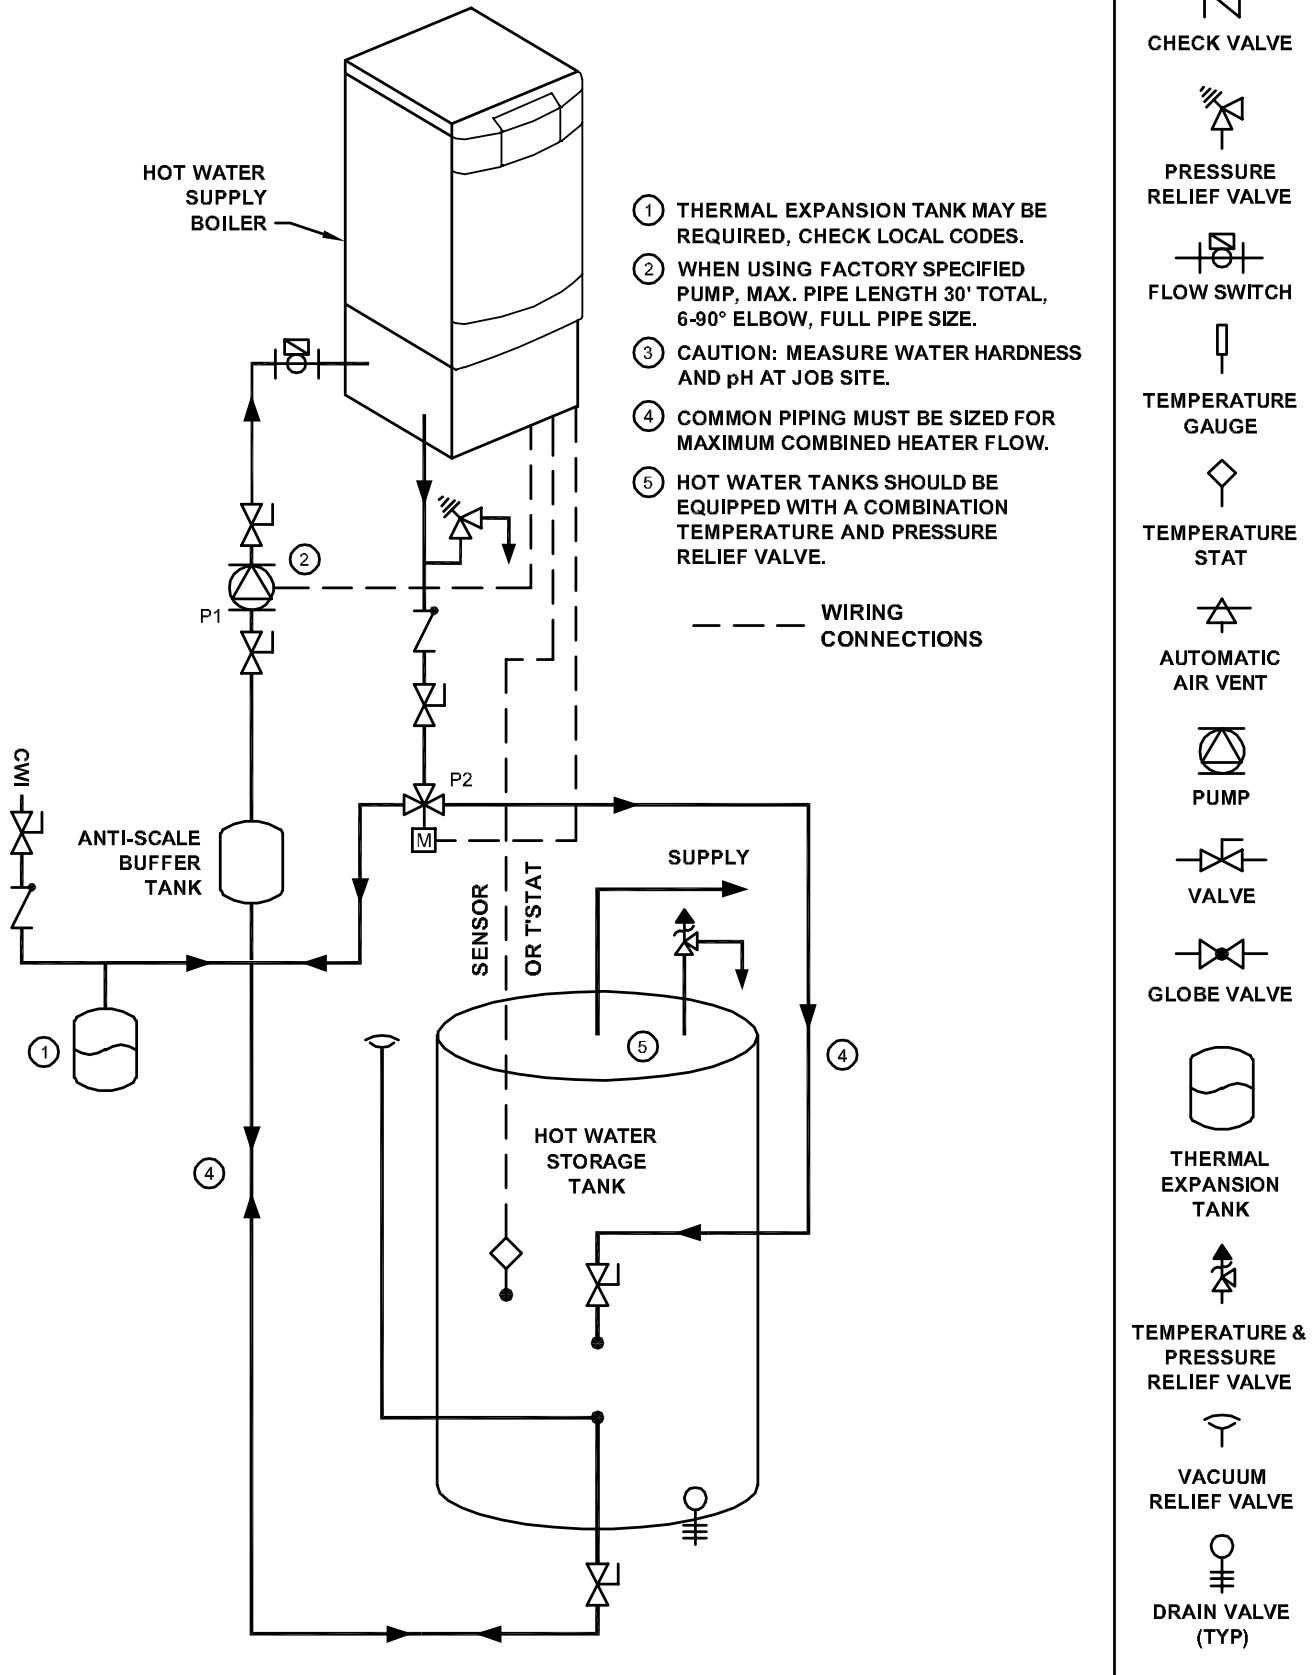 HOT WATER
SUPPLY
BOILER
1 THERMAL EXPANSION TANK MAY BE
REQUIRED, CHECK LOCAL CODES.
2 WHEN USING FACTORY SPECIFIED
PUMP, MAX. PIPE LENGTH 30' TOTAL,
6-90° ELBOW, FULL PIPE SIZE.
3 CAUTION: MEASURE WATER HARDNESS
AND pH AT JOB SITE.
4 COMMON PIPING MUST BE SIZED FOR
MAXIMUM COMBINED HEATER FLOW.
5 HOT WATER TANKS SHOULD BE
EQUIPPED WITH A COMBINATION
TEMPERATURE AND PRESSURE
RELIEF VALVE.
WIRING
CONNECTIONS
2
P1
P2
M
CWI
ANTI-SCALE
BUFFER
TANK
SENSOR
OR T'STAT
SUPPLY
1
5
4
4
HOT WATER
STORAGE
TANK
CHECK VALVE
PRESSURE
RELIEF VALVE
FLOW SWITCH
TEMPERATURE
GAUGE
TEMPERATURE
STAT
AUTOMATIC
AIR VENT
PUMP
VALVE
GLOBE VALVE
THERMAL
EXPANSION
TANK
TEMPERATURE &
PRESSURE
RELIEF VALVE
VACUUM
RELIEF VALVE
DRAIN VALVE
(TYP)